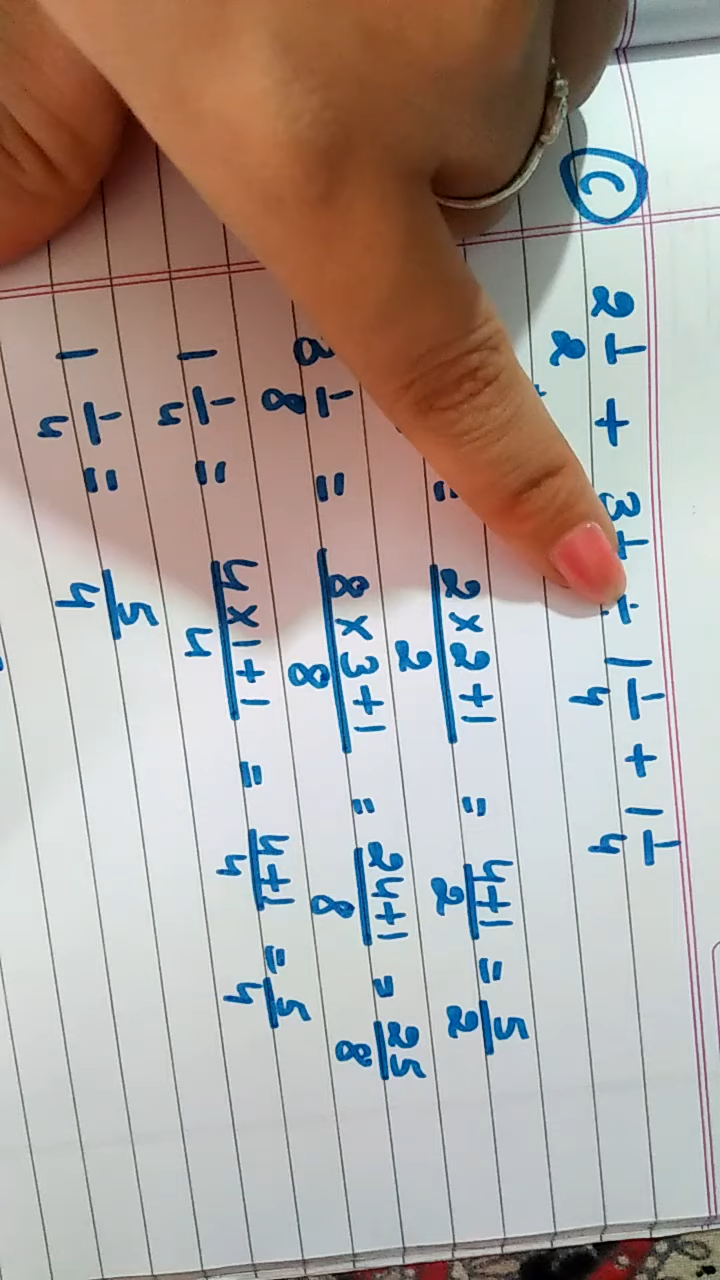 C 2 1/2 + 3 1/ ÷ 1 1/4 + 1 1/4
= 2×2+1/2 = 4+1/2 = 5/2
3 1/8 = 8×3+1/8 = 24+1/8 = 25/8
1 1/4 = 4×1+1/4 = 4+1/4 = 5/4
1 1/4 = 5/4